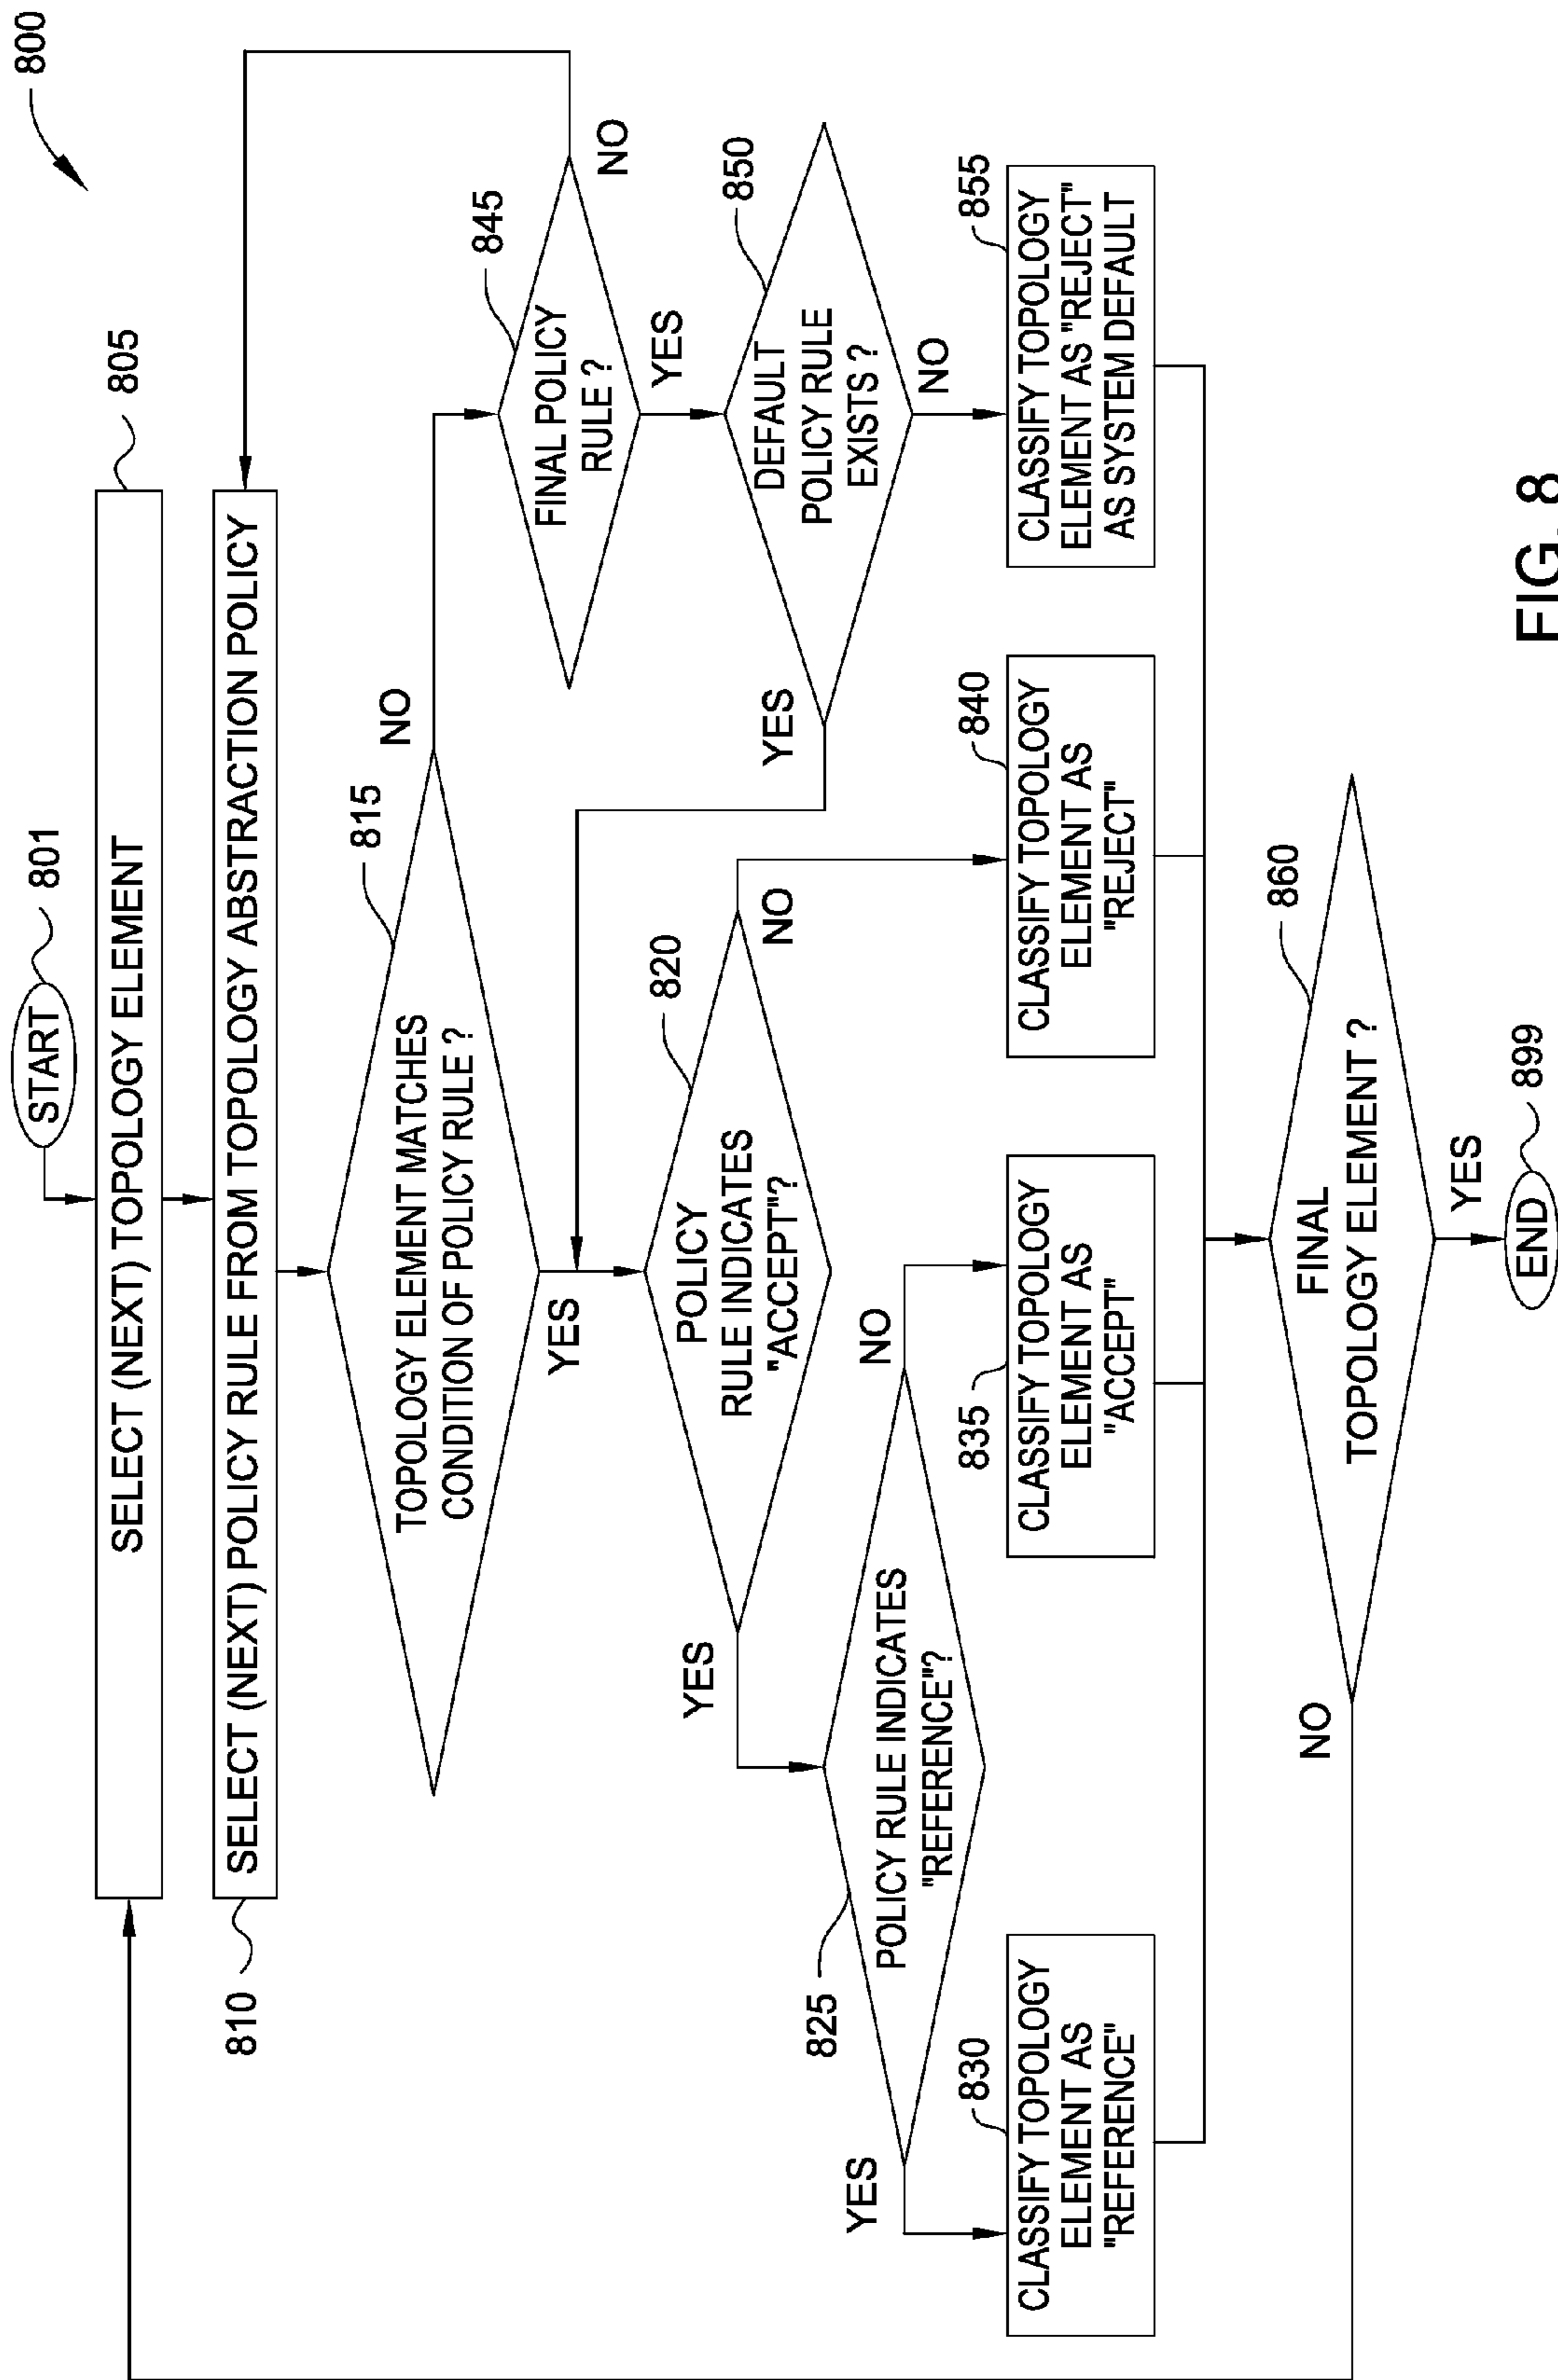 800
START
801
SELECT (NEXT) TOPOLOGY ELEMENT
805
SELECT (NEXT) POLICY RULE FROM TOPOLOGY ABSTRACTION POLICY
810
TOPOLOGY ELEMENT MATCHES
CONDITION OF POLICY RULE ?
815
NO
YES
FINAL POLICY
RULE ?
845
NO
YES
DEFAULT
POLICY RULE
EXISTS ?
850
YES
NO
POLICY
RULE INDICATES
"ACCEPT"?
820
YES
NO
POLICY RULE INDICATES
"REFERENCE"?
825
YES
NO
CLASSIFY TOPOLOGY
ELEMENT AS
"REFERENCE"
830
CLASSIFY TOPOLOGY
ELEMENT AS
"ACCEPT"
835
CLASSIFY TOPOLOGY
ELEMENT AS
"REJECT"
840
CLASSIFY TOPOLOGY
ELEMENT AS "REJECT"
AS SYSTEM DEFAULT
855
FINAL
TOPOLOGY ELEMENT ?
860
NO
YES
END
899
FIG. 8